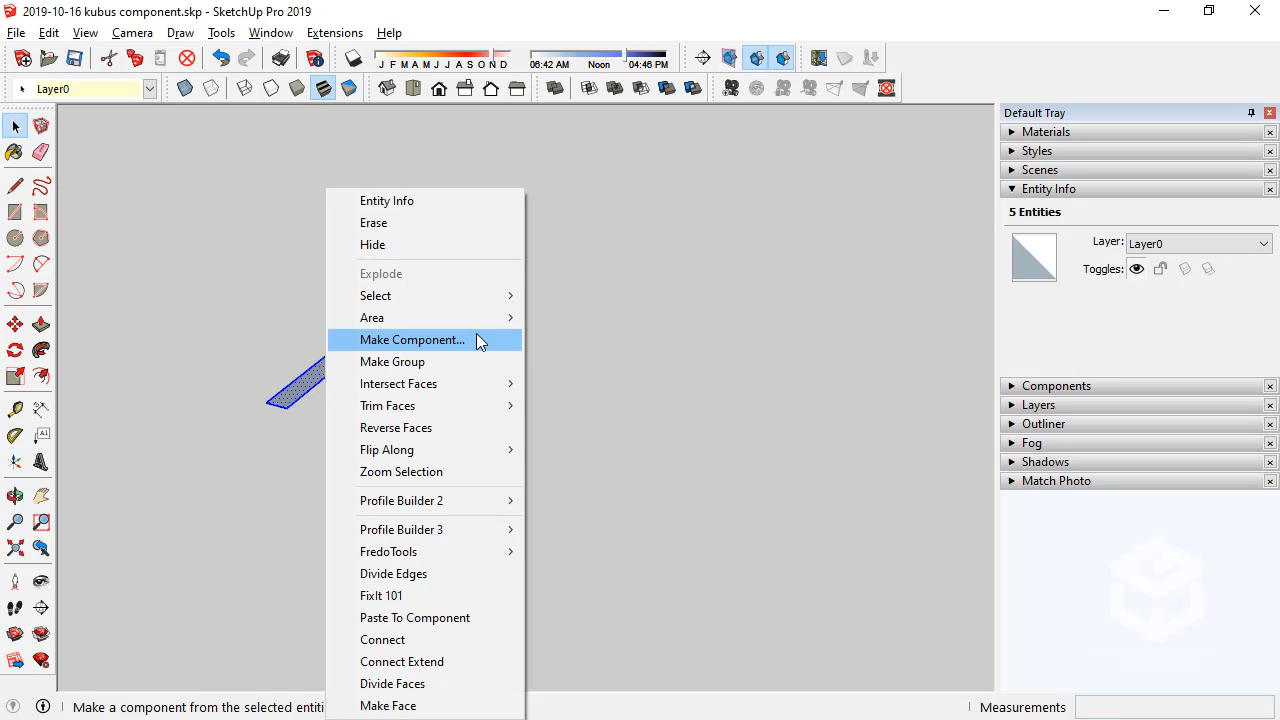 2019-10-16 kubus component.skp - SketchUp Pro 2019
File Edit View Camera Draw Tools Window Extensions Help
J F M A M J J A S O N D
06:42 AM Noon 04:46 PM
Layer0
Default Tray
Materials
Styles
Scenes
Entity Info
5 Entities
Layer: Layer0
Toggles:
Components
Layers
Outliner
Fog
Shadows
Match Photo
Entity Info
Erase
Hide
Explode
Select
Area
Make Component...
Make Group
Intersect Faces
Trim Faces
Reverse Faces
Flip Along
Zoom Selection
Profile Builder 2
Profile Builder 3
FredoTools
Divide Edges
FixIt 101
Paste To Component
Connect
Connect Extend
Divide Faces
Make Face
Make a component from the selected entiti
Measurements